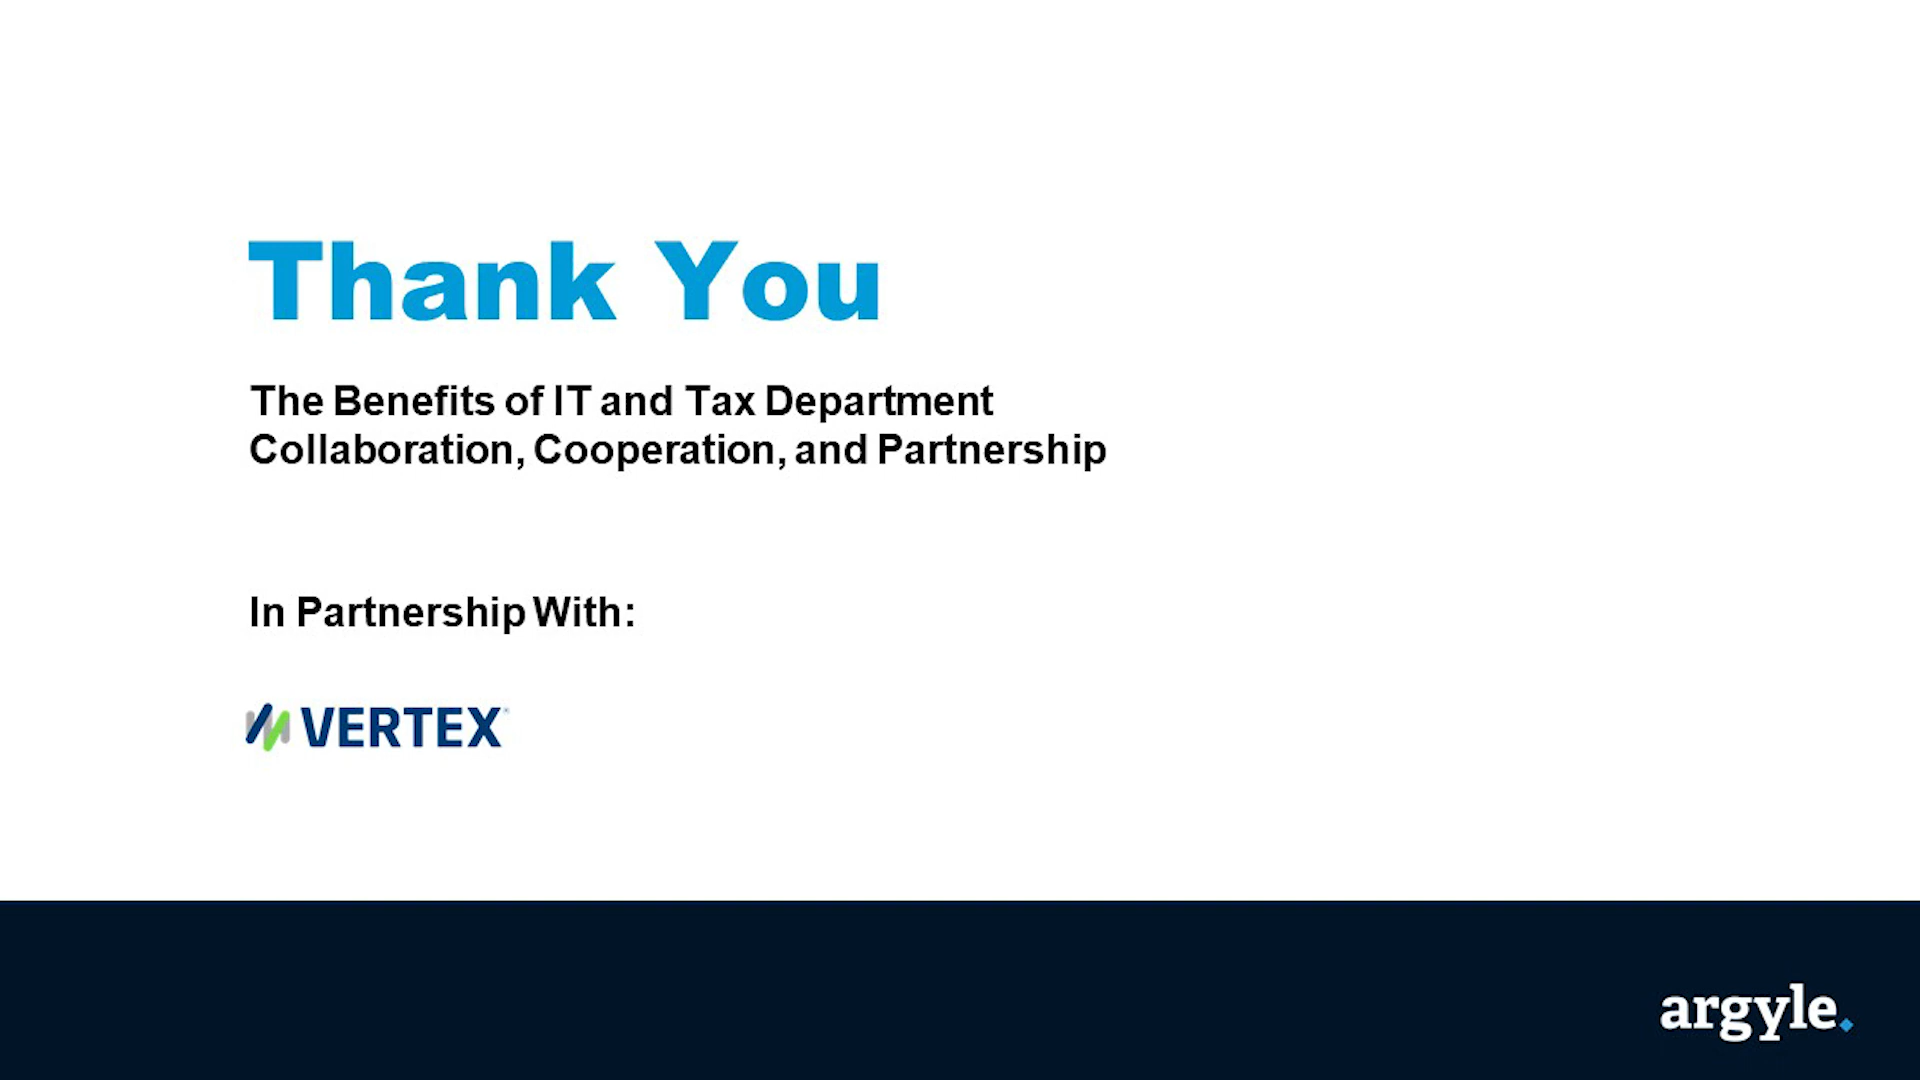 Thank You
The Benefits of IT and Tax Department
Collaboration, Cooperation, and Partnership
In Partnership With:
VERTEX
argyle.